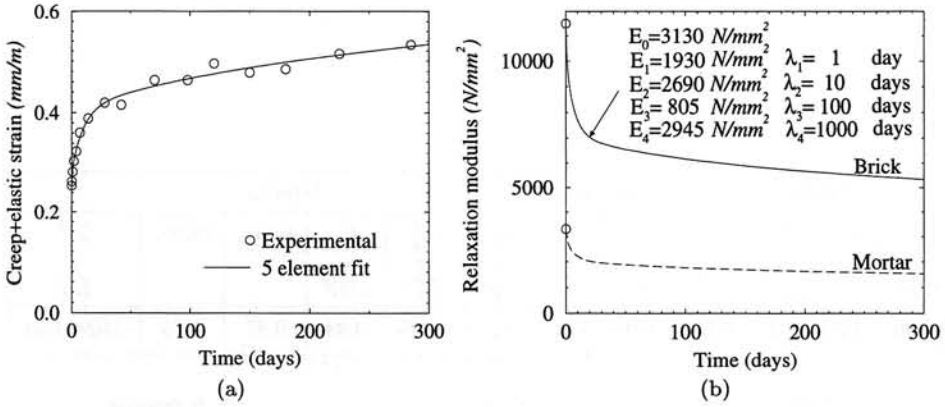 Creep+elastic strain (mm/mm)
0.6
0.4
0.2
0.0
Experimental
5 element fit
0
100
200
300
Time (days)
(a)
Relaxation modulus (N/mm²)
10000
5000
0
E₀=3130 N/mm²
E₁=1930 N/mm² λ₁= 1 day
E₂=2690 N/mm² λ₂= 10 days
E₃= 805 N/mm² λ₃= 100 days
E₄=2945 N/mm² λ₄=1000 days
Brick
Mortar
0
100
200
300
Time (days)
(b)